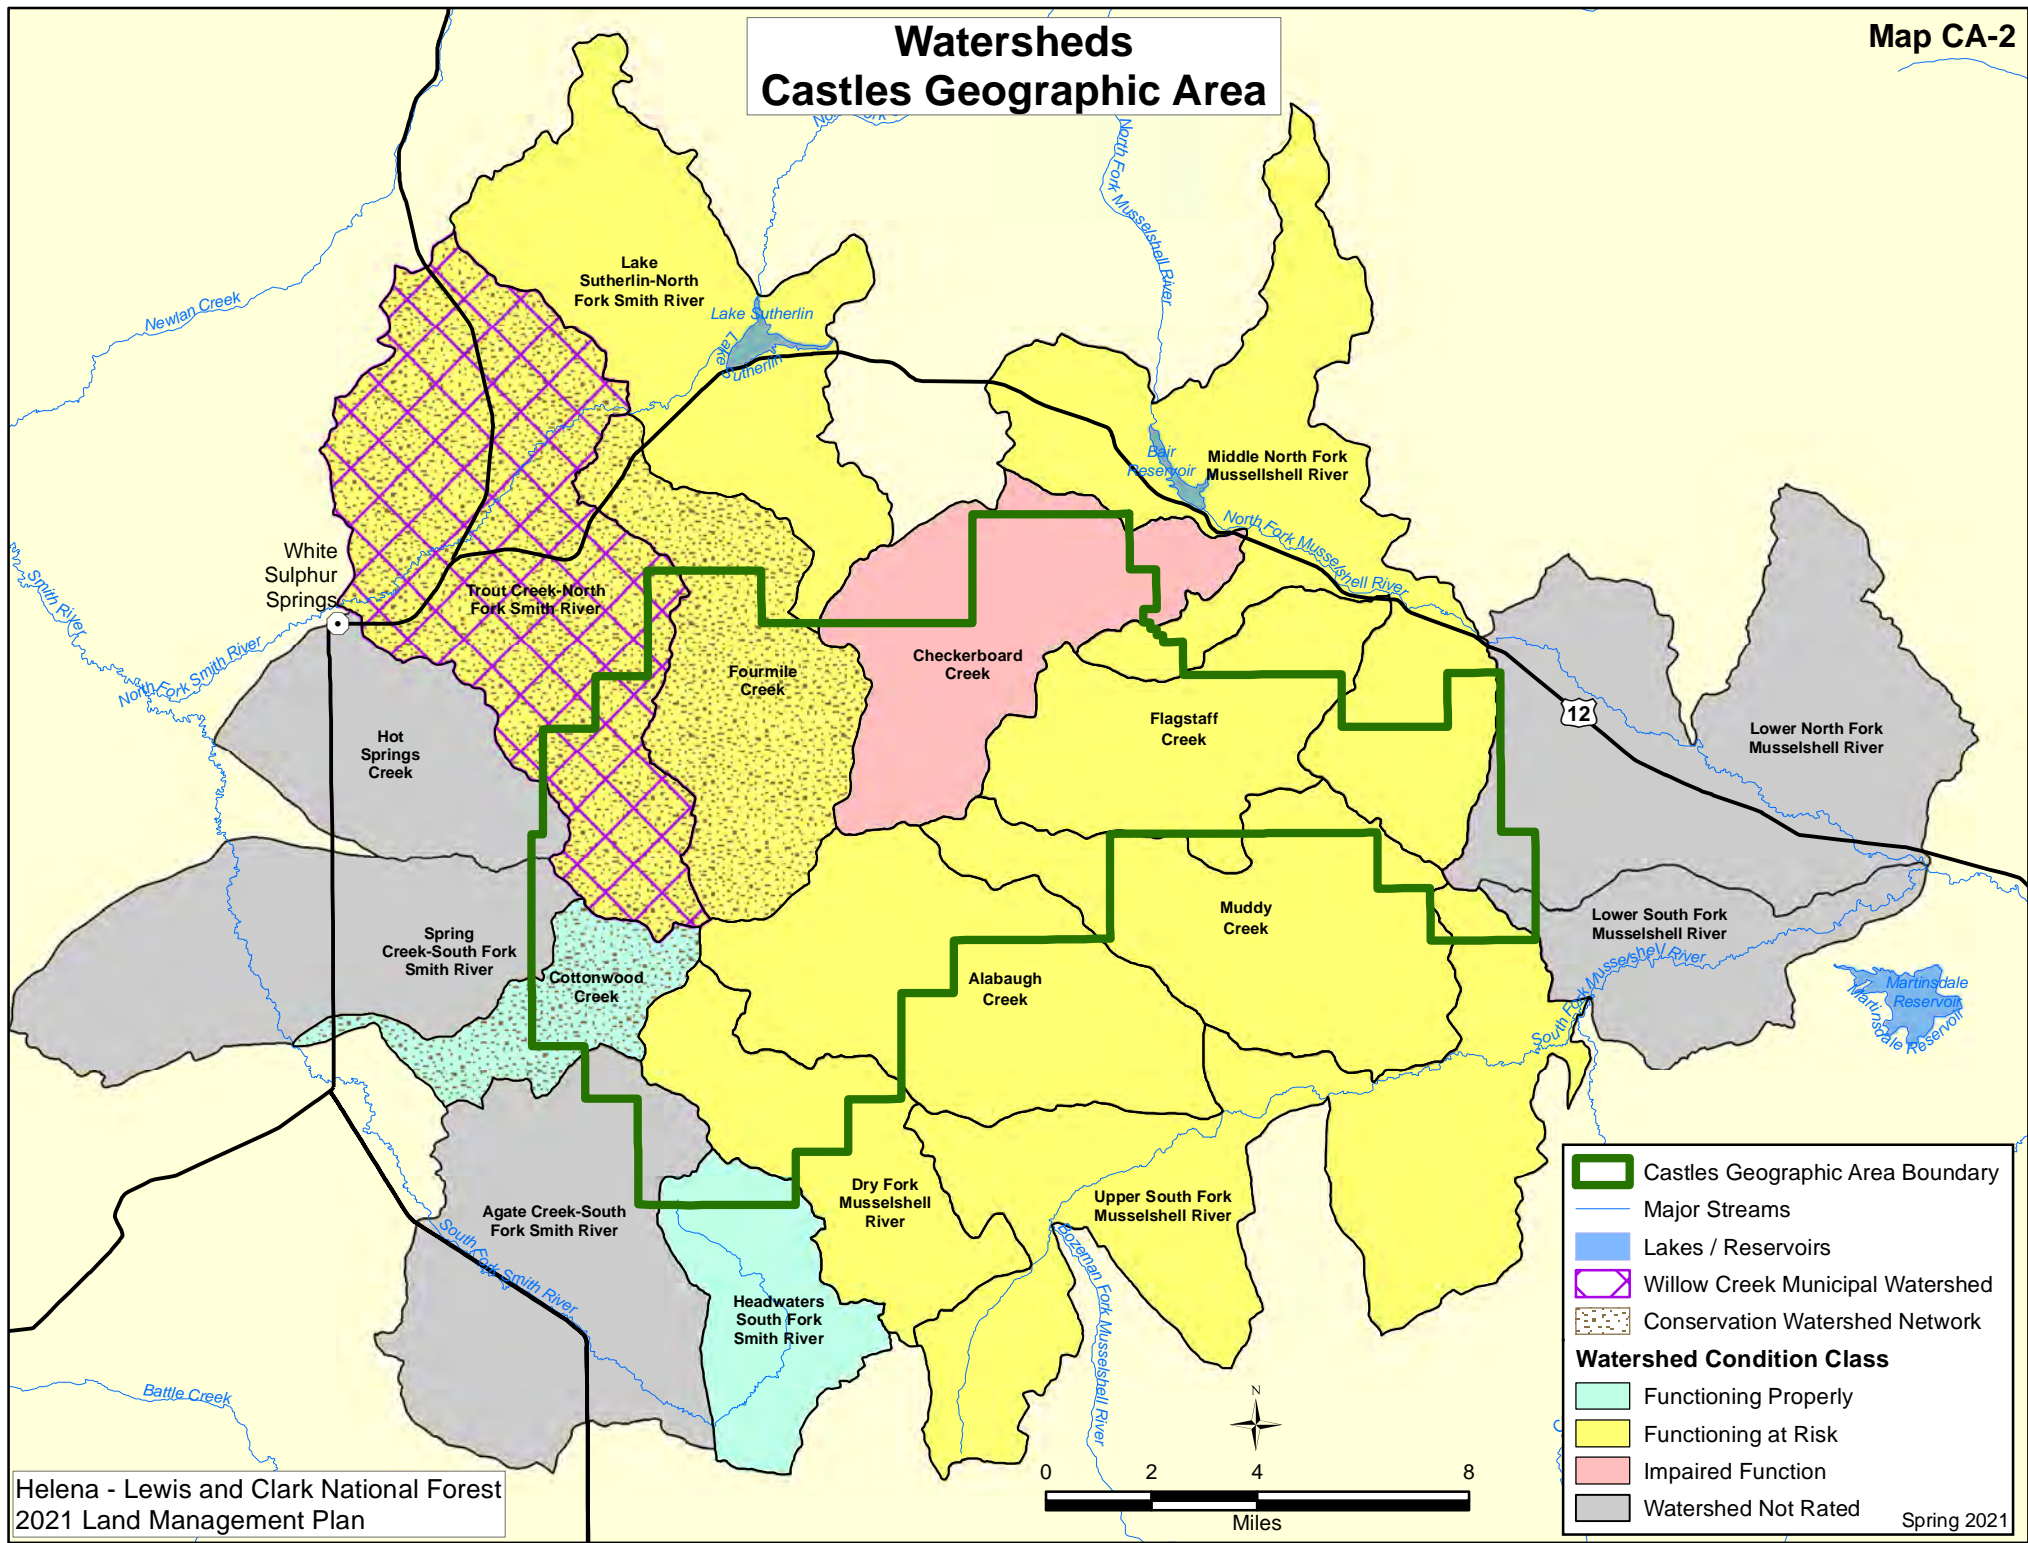 Watersheds
Castles Geographic Area
Map CA-2
North Fork Musselshell River
Lake
Sutherlin-North
Fork Smith River
Lake Sutherlin
Lake
Sutherlin
Newlan Creek
Bair
Reservoir
Middle North Fork
Mussellshell River
North Fork Musselshell River
White
Sulphur
Springs
Smith River
North Fork Smith River
Trout Creek-North
Fork Smith River
Fourmile
Creek
Checkerboard
Creek
Flagstaff
Creek
12
Lower North Fork
Musselshell River
Hot
Springs
Creek
Spring
Creek-South Fork
Smith River
Cottonwood
Creek
Alabaugh
Creek
Muddy
Creek
Lower South Fork
Musselshell River
South Fork Musselshell River
Martinsdale
Reservoir
Martinsdale Reservoir
Agate Creek-South
Fork Smith River
South Fork Smith River
Dry Fork
Musselshell
River
Upper South Fork
Musselshell River
Bozeman Fork Musselshell River
Headwaters
South Fork
Smith River
Battle Creek
N
0 2 4 8
Miles
Castles Geographic Area Boundary
Major Streams
Lakes / Reservoirs
Willow Creek Municipal Watershed
Conservation Watershed Network
Watershed Condition Class
Functioning Properly
Functioning at Risk
Impaired Function
Watershed Not Rated
Spring 2021
Helena - Lewis and Clark National Forest
2021 Land Management Plan